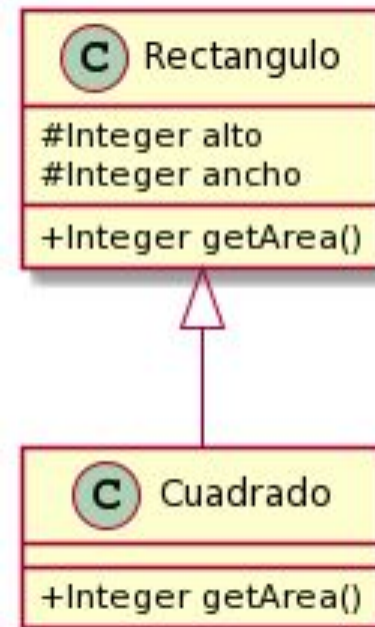 C Rectangulo
#Integer alto
#Integer ancho
+Integer getArea()
C Cuadrado
+Integer getArea()